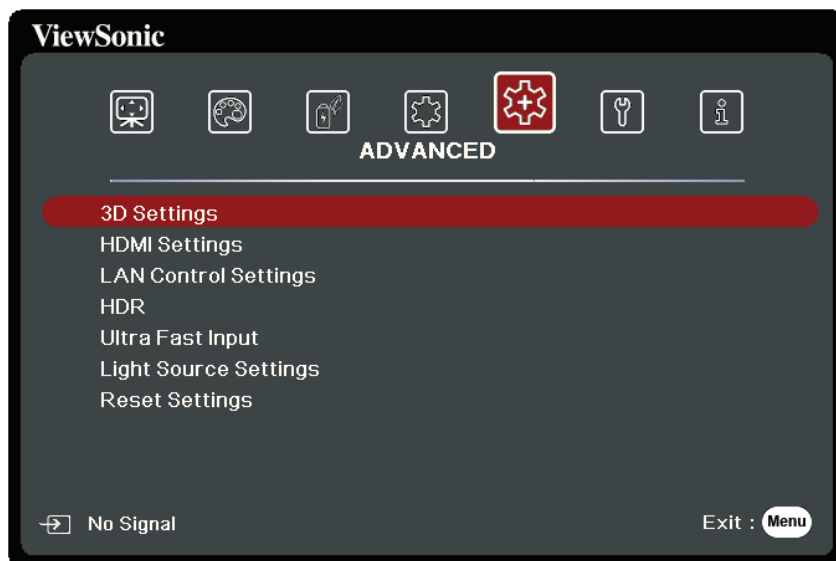 ViewSonic
ADVANCED
3D Settings
HDMI Settings
LAN Control Settings
HDR
Ultra Fast Input
Light Source Settings
Reset Settings
No Signal
Exit : Menu